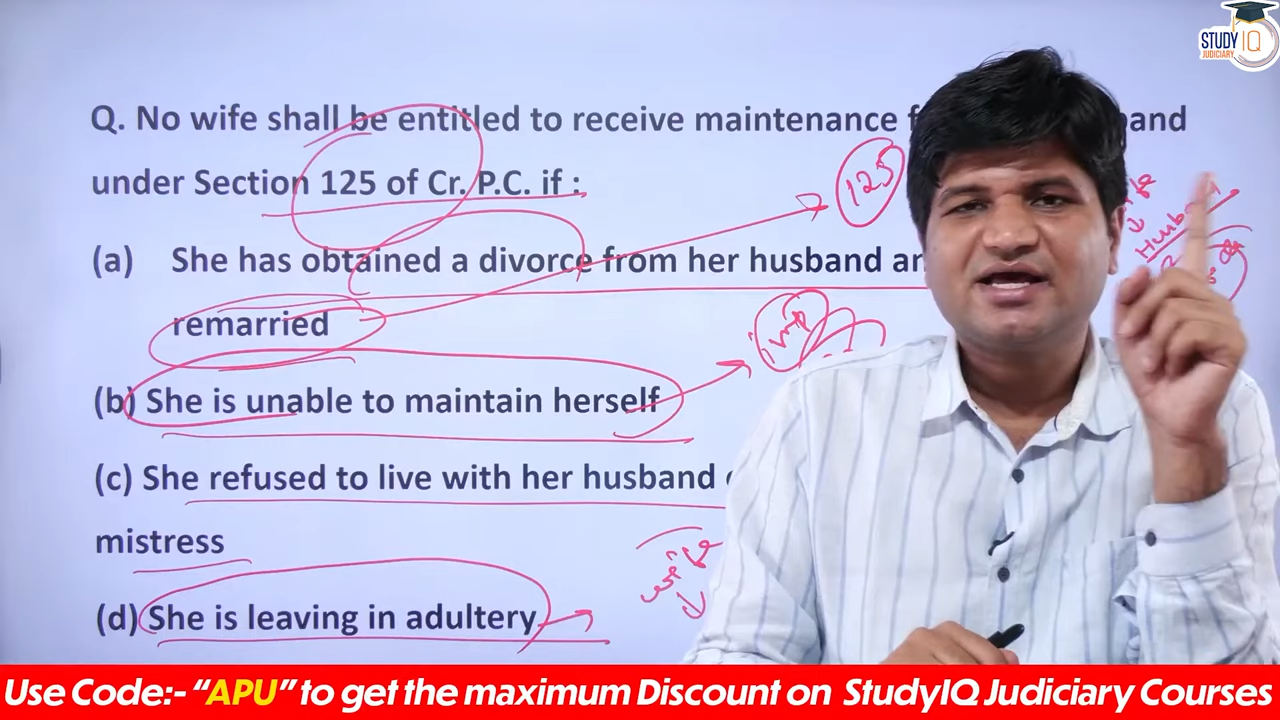 STUDY IQ
JUDICIARY
Q. No wife shall be entitled to receive maintenance
under Section 125 of Cr. P.C. if :
125
(a) She has obtained a divorce from her husband
remarried
imp
(b) She is unable to maintain herself
(c) She refused to live with her husband
mistress
wife
(d) She is leaving in adultery
Use Code:- “APU” to get the maximum Discount on StudyIQ Judiciary Courses